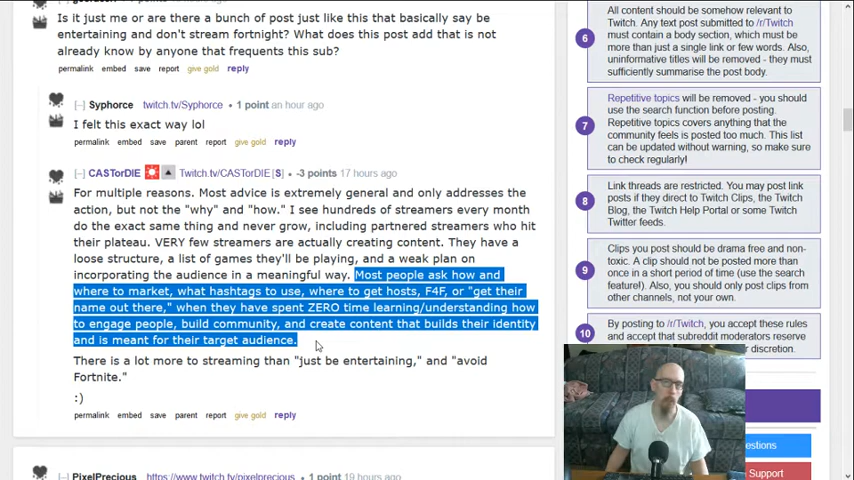 Is it just me or are there a bunch of post just like this that basically say be
entertaining and don't stream fortnight? What does this post add that is not
already know by anyone that frequents this sub?
permalink embed save report give gold reply
[–] Syphorce twitch.tv/Syphorce • 1 point an hour ago
I felt this exact way lol
permalink embed save parent report give gold reply
[–] CASTorDIE Twitch.tv/CASTorDIE [S] • -3 points 17 hours ago
For multiple reasons. Most advice is extremely general and only addresses the
action, but not the "why" and "how." I see hundreds of streamers every month
do the exact same thing and never grow, including partnered streamers who hit
their plateau. VERY few streamers are actually creating content. They have a
loose structure, a list of games they'll be playing, and a weak plan on
incorporating the audience in a meaningful way. Most people ask how and
where to market, what hashtags to use, where to get hosts, F4F, or "get their
name out there," when they have spent ZERO time learning/understanding how
to engage people, build community, and create content that builds their identity
and is meant for their target audience.
There is a lot more to streaming than "just be entertaining," and "avoid
Fortnite."
:)
permalink embed save parent report give gold reply
[–] PixelPrecious https://www.twitch.tv/pixelprecious • 1 point 19 hours ago
6
All content should be somehow relevant to
Twitch. Any text post submitted to /r/Twitch
must contain a body section, which must be
more than just a single link or few words. Also,
uninformative titles will be removed - they must
sufficiently summarise the post body.
7
Repetitive topics will be removed - you should
use the search function before posting.
Repetitive topics covers anything that the
community feels is posted too much. This list
can be updated without warning, so make sure
to check regularly!
8
Link threads are restricted. You may post link
posts if they direct to Twitch Clips, the Twitch
Blog, the Twitch Help Portal or some Twitter
Twitter feeds.
9
Clips you post should be drama free and non-
toxic. A clip should not be posted more than
once in a short period of time (use the search
feature!). Also, you should only post clips from
other channels, not your own.
10
By posting to /r/Twitch, you accept these rules
and accept that subreddit moderators reserve
discretion.
Support